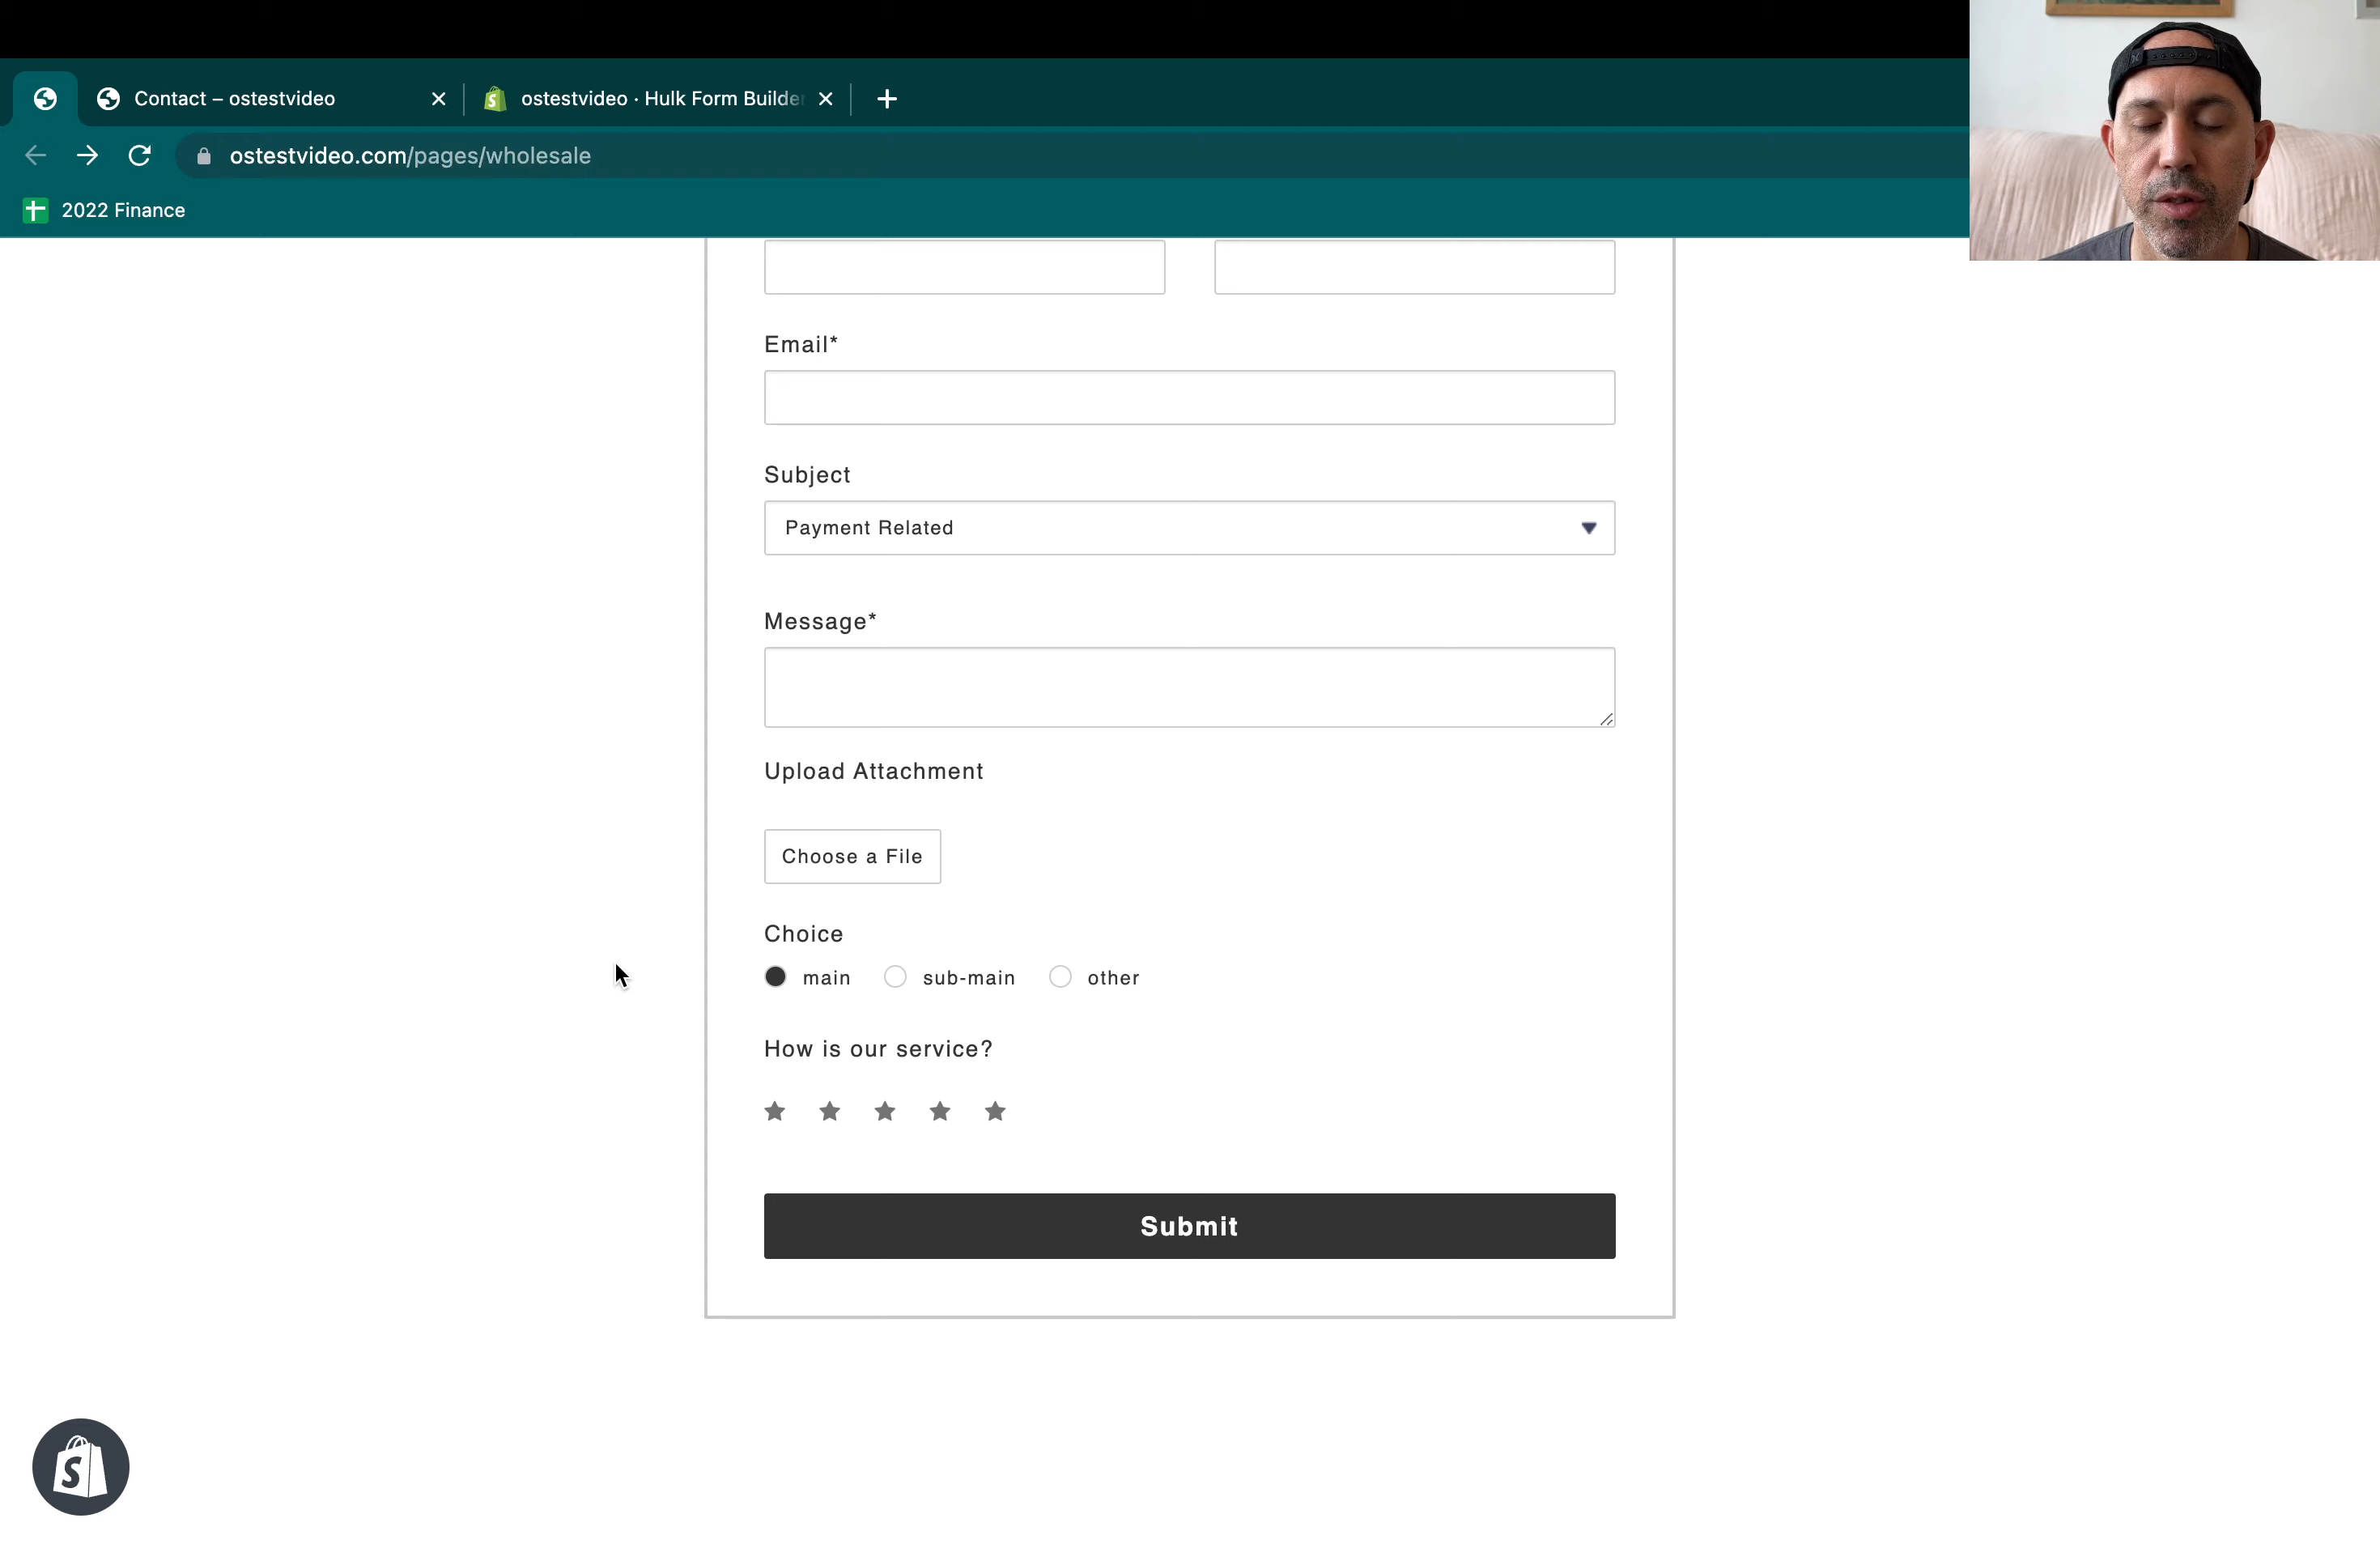 Contact – ostestvideo
ostestvideo · Hulk Form Builder
ostestvideo.com/pages/wholesale
2022 Finance
Email*
Subject
Payment Related
Message*
Upload Attachment
Choose a File
Choice
main sub-main other
How is our service?
Submit